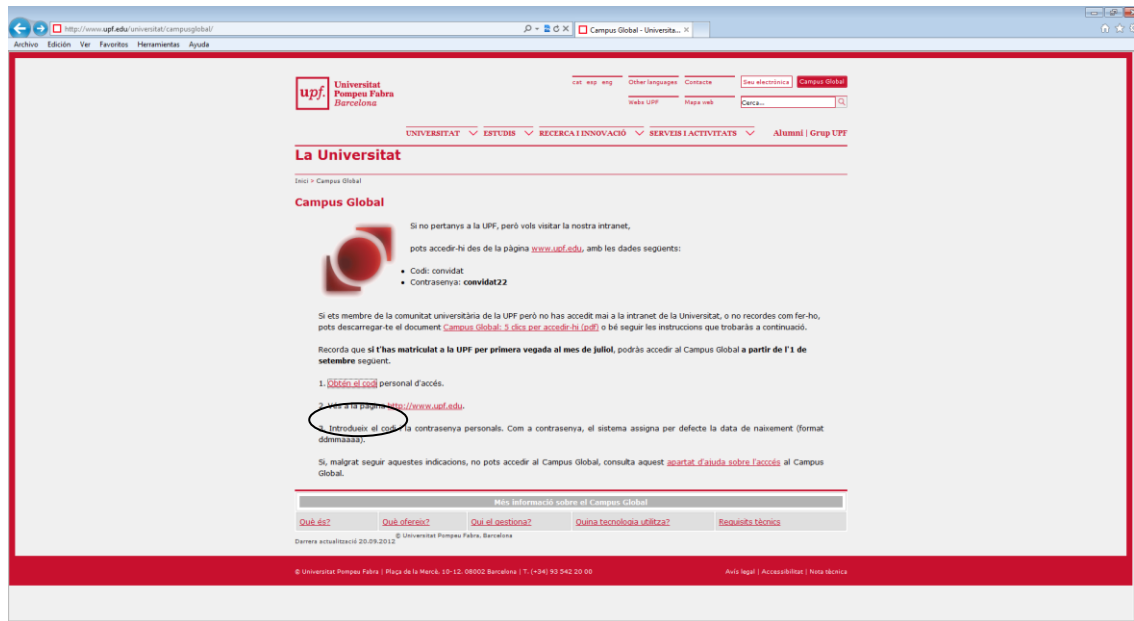 http://www.upf.edu/universitat/campusglobal/
Campus Global - Universita...
Archivo Edición Ver Favoritos Herramientas Ayuda
upf. Universitat
Pompeu Fabra
Barcelona
cat esp eng Other languages Contacte Seu electrònica Campus Global
Webs UPF Mapa web Cerca...
UNIVERSITAT ESTUDIS RECERCA I INNOVACIÓ SERVEIS I ACTIVITATS Alumni | Grup UPF
La Universitat
Inici > Campus Global
Campus Global
Si no pertanys a la UPF, però vols visitar la nostra intranet,
pots accedir-hi des de la pàgina www.upf.edu, amb les dades següents:
• Codi: convidat
• Contrasenya: convidat22
Si ets membre de la comunitat universitària de la UPF però no has accedit mai a la intranet de la Universitat, o no recordes com fer-ho,
pots descarregar-te el document Campus Global: 5 clics per accedir-hi (pdf) o bé seguir les instruccions que trobaràs a continuació.
Recorda que si t'has matriculat a la UPF per primera vegada al mes de juliol, podràs accedir al Campus Global a partir de l'1 de
setembre següent.
1. Obtén el codi personal d'accés.
2. Vés a la pàgina http://www.upf.edu.
3. Introdueix el codi i la contrasenya personals. Com a contrasenya, el sistema assigna per defecte la data de naixement (format
ddmmaaaa).
Si, malgrat seguir aquestes indicacions, no pots accedir al Campus Global, consulta aquest apartat d'ajuda sobre l'acccés al Campus
Global.
Més informació sobre el Campus Global
Què és? Què ofereix? Qui el gestiona? Quina tecnologia utilitza? Requisits tècnics
© Universitat Pompeu Fabra, Barcelona
Darrera actualització 20.09.2012
© Universitat Pompeu Fabra | Plaça de la Mercè, 10-12. 08002 Barcelona | T. (+34) 93 542 20 00 Avís legal | Accessibilitat | Nota tècnica